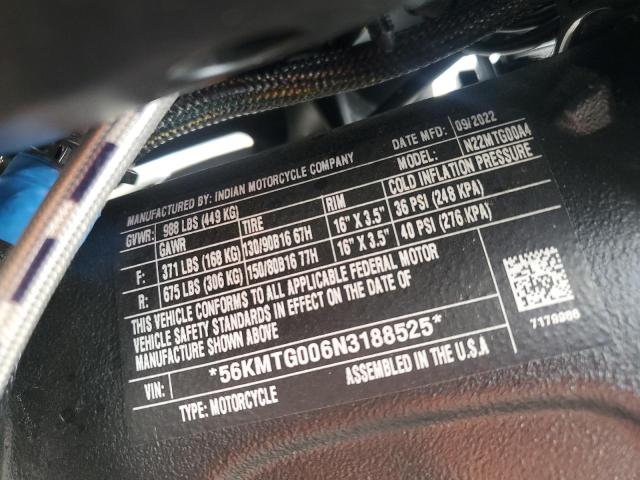 MANUFACTURED BY: INDIAN MOTORCYCLE COMPANY DATE MFD: 09/2022
GVWR: 988 LBS (449 KG) MODEL: N22MTG00A4
GAWR TIRE RIM COLD INFLATION PRESSURE
F: 371 LBS (168 KG) 130/90B16 67H 16" X 3.5" 36 PSI (248 KPA)
R: 675 LBS (306 KG) 150/80B16 77H 16" X 3.5" 40 PSI (276 KPA)
THIS VEHICLE CONFORMS TO ALL APPLICABLE FEDERAL MOTOR
VEHICLE SAFETY STANDARDS IN EFFECT ON THE DATE OF
MANUFACTURE SHOWN ABOVE
7179966
VIN: *56KMTG006N3188525*
TYPE: MOTORCYCLE ASSEMBLED IN THE U.S.A